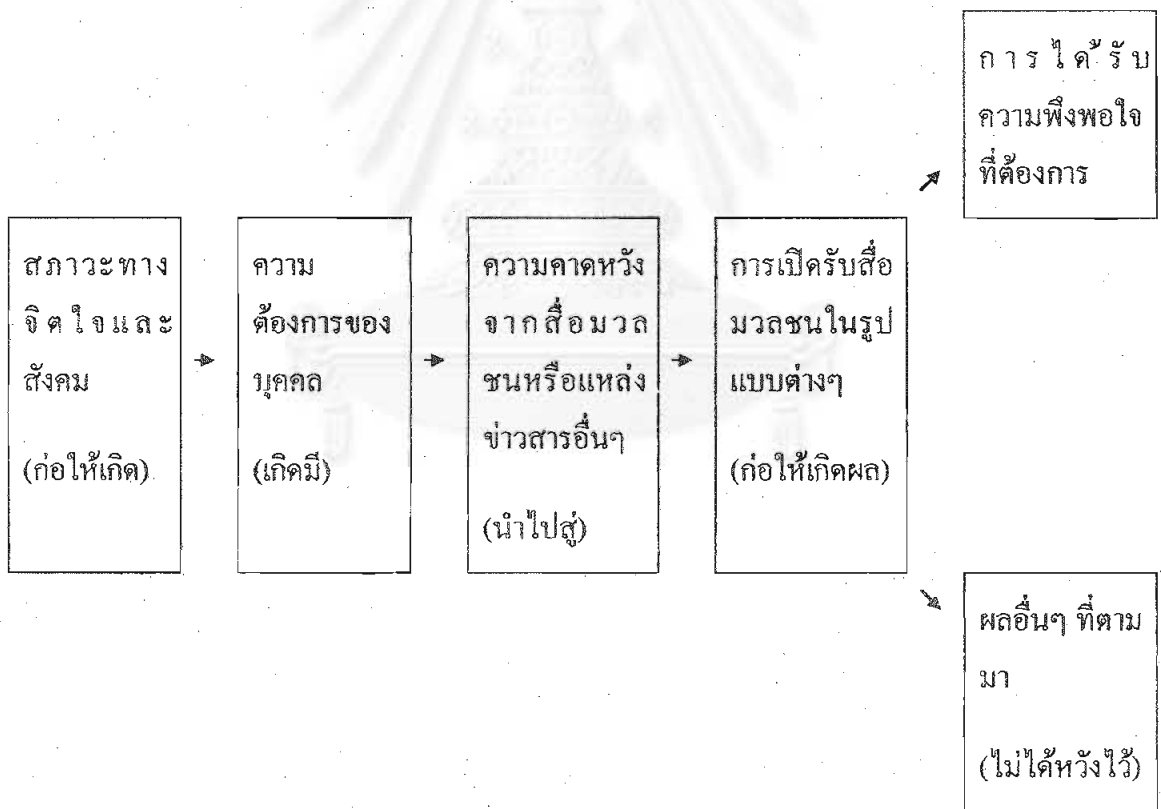 สภาวะทาง
จิตใจและ
สังคม
(ก่อให้เกิด)
ความ
ต้องการของ
บุคคล
(เกิดมี)
ความคาดหวัง
จากสื่อมวล
ชนหรือแหล่ง
ข่าวสารอื่นๆ
(นำไปสู่)
การเปิดรับสื่อ
มวลชนในรูป
แบบต่างๆ
(ก่อให้เกิดผล)
การได้รับ
ความพึงพอใจ
ที่ต้องการ
ผลอื่นๆ ที่ตาม
มา
(ไม่ได้หวังไว้)